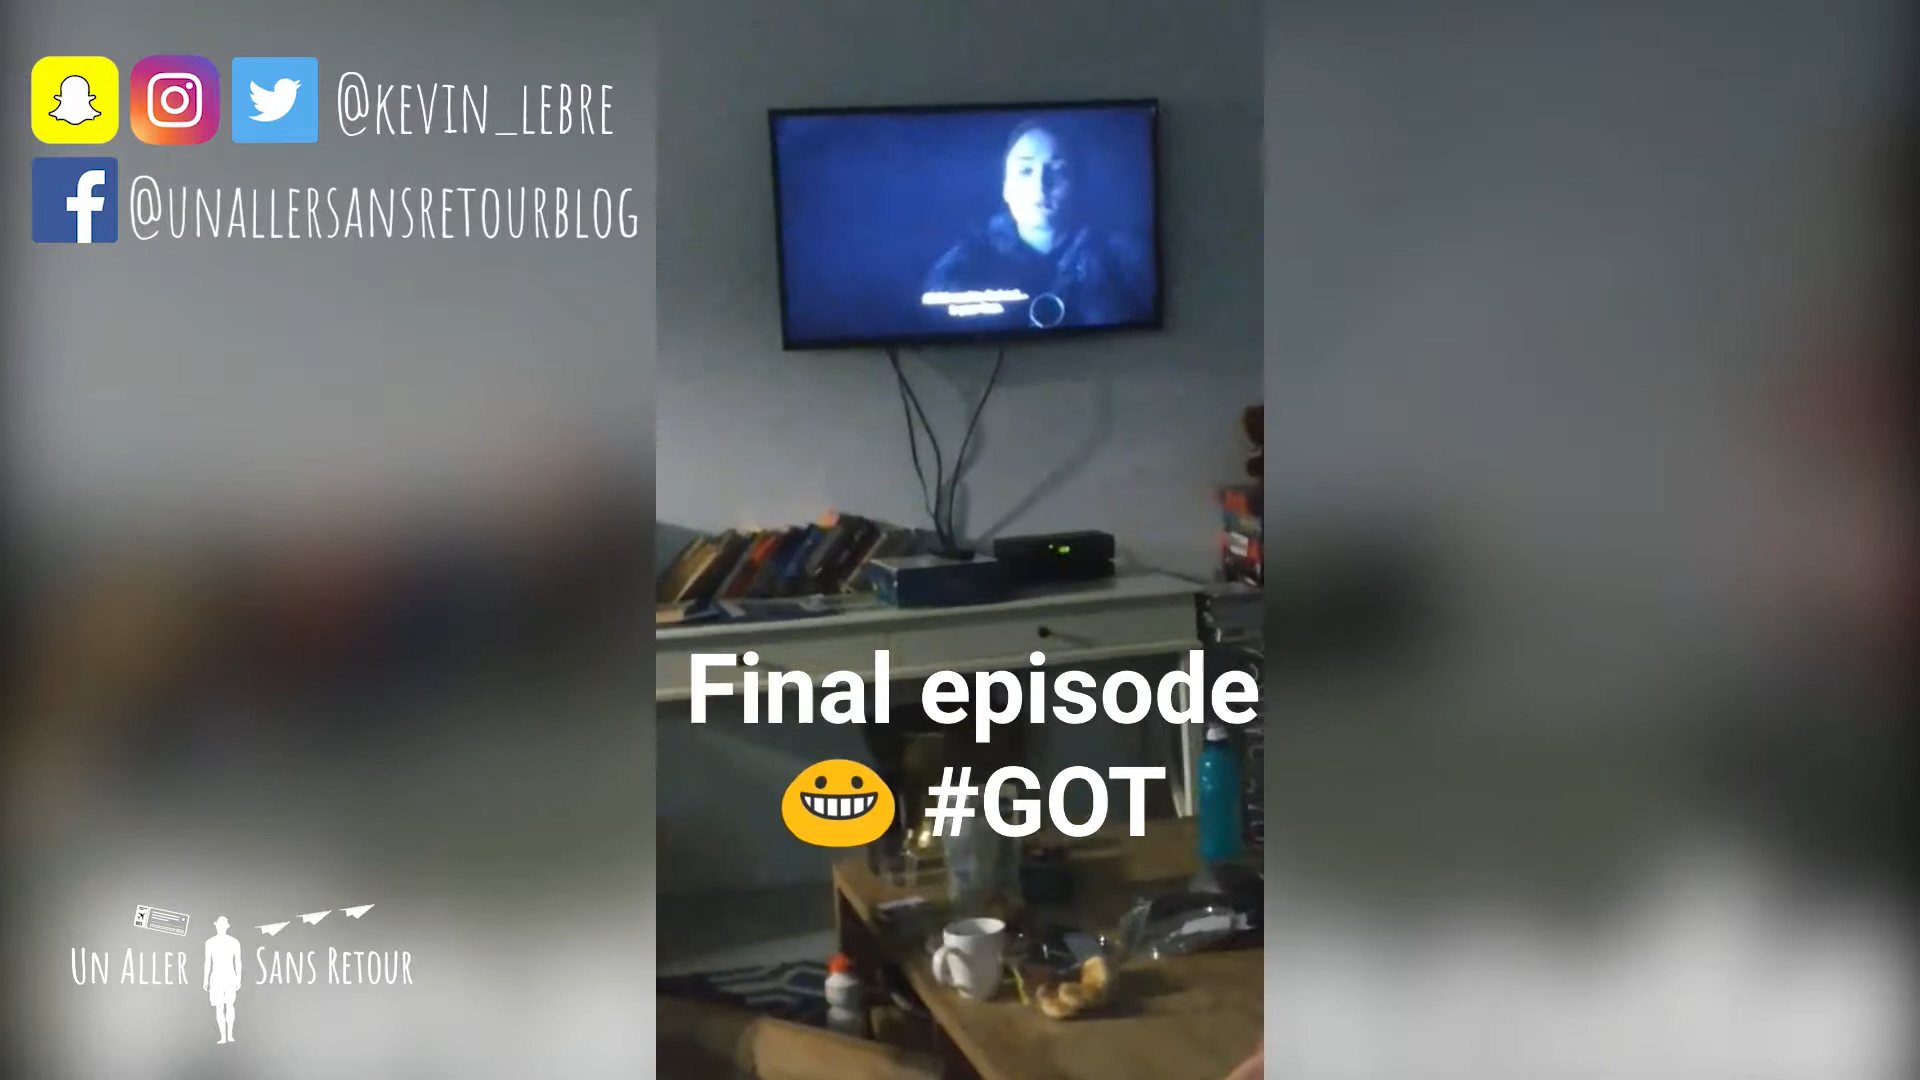 @KEVIN_LEBRE
@UNALLERSANSRETOURBLOG
Final episode
😀 #GOT
UN ALLER SANS RETOUR